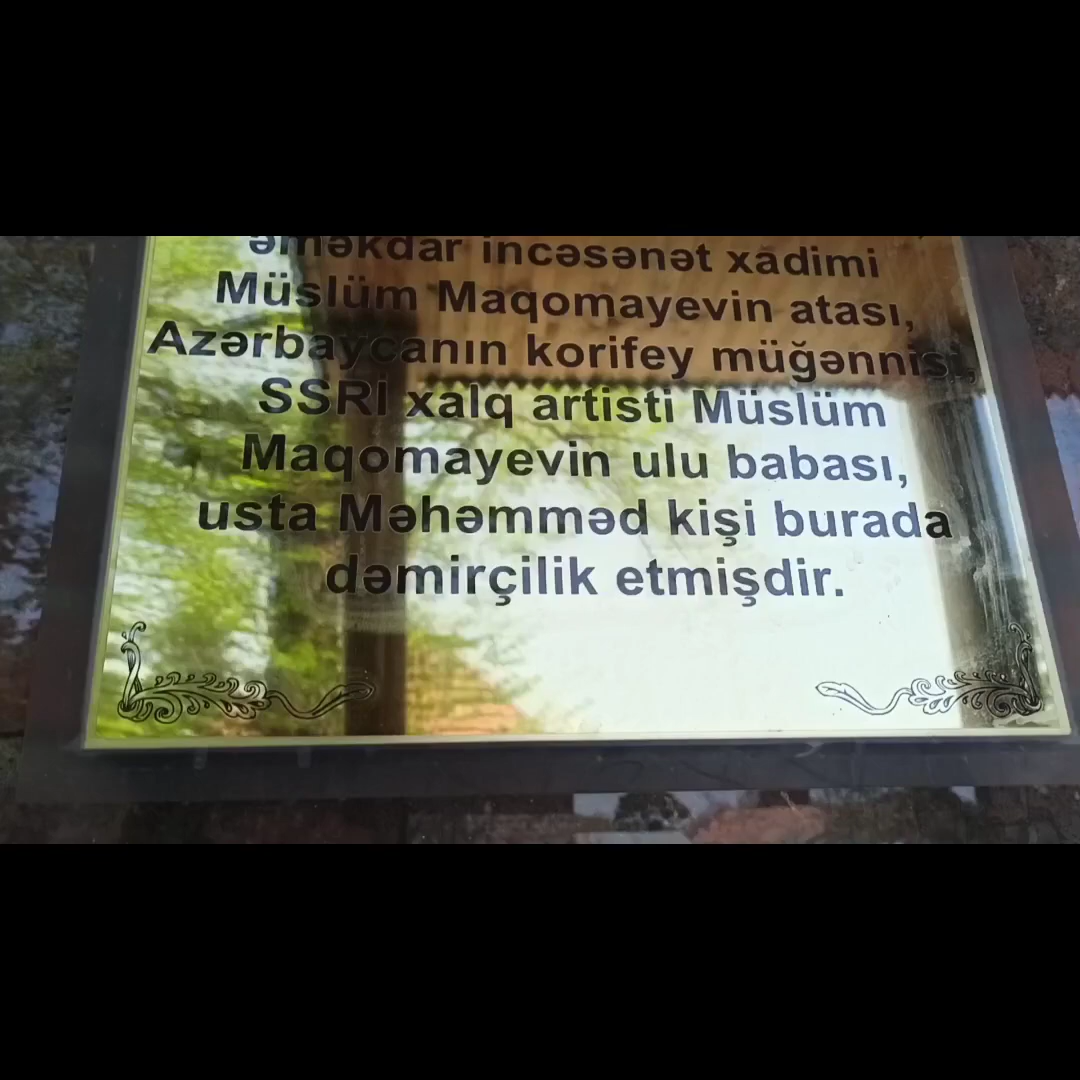 əməkdar incəsənət xadimi
Müslüm Maqomayevin atası,
Azərbaycanın korifey müğənnisi,
SSRI xalq artisti Müslüm
Maqomayevin ulu babası,
usta Məhəmməd kişi burada
dəmirçilik etmişdir.